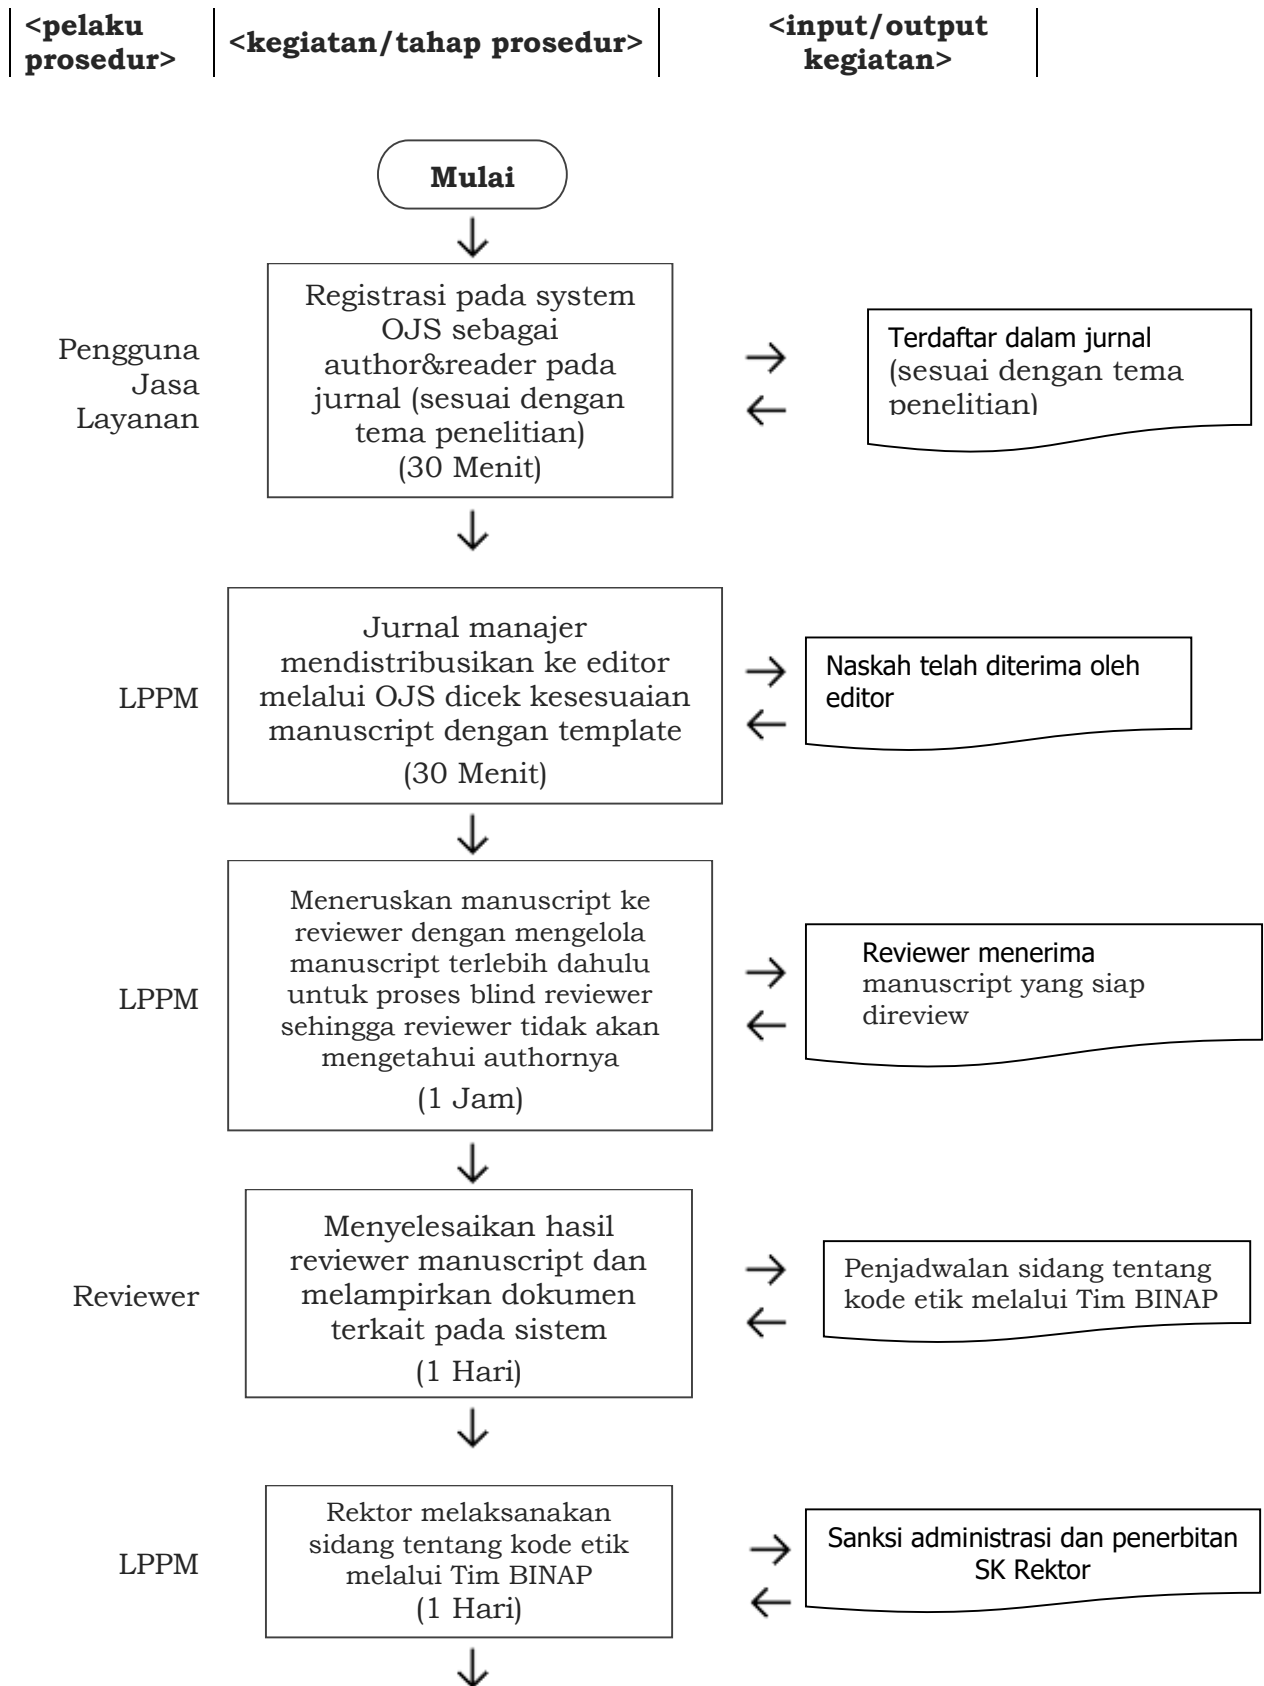 <pelaku
prosedur>
<kegiatan/tahap prosedur>
<input/output
kegiatan>
Mulai
Pengguna
Jasa
Layanan
Registrasi pada system
OJS sebagai
author&reader pada
jurnal (sesuai dengan
tema penelitian)
(30 Menit)
Terdaftar dalam jurnal
(sesuai dengan tema
penelitian)
LPPM
Jurnal manajer
mendistribusikan ke editor
melalui OJS dicek kesesuaian
manuscript dengan template
(30 Menit)
Naskah telah diterima oleh
editor
LPPM
Meneruskan manuscript ke
reviewer dengan mengelola
manuscript terlebih dahulu
untuk proses blind reviewer
sehingga reviewer tidak akan
mengetahui authornya
(1 Jam)
Reviewer menerima
manuscript yang siap
direview
Reviewer
Menyelesaikan hasil
reviewer manuscript dan
melampirkan dokumen
terkait pada sistem
(1 Hari)
Penjadwalan sidang tentang
kode etik melalui Tim BINAP
LPPM
Rektor melaksanakan
sidang tentang kode etik
melalui Tim BINAP
(1 Hari)
Sanksi administrasi dan penerbitan
SK Rektor